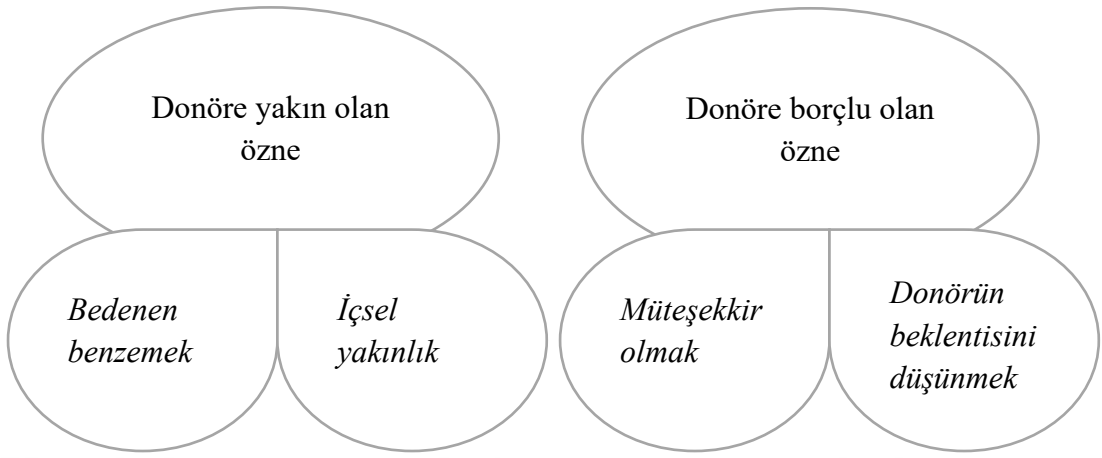 Donöre yakın olan
özne
Donöre borçlu olan
özne
Bedenen
benzemek
İçsel
yakınlık
Müteşekkir
olmak
Donörün
beklentisini
düşünmek